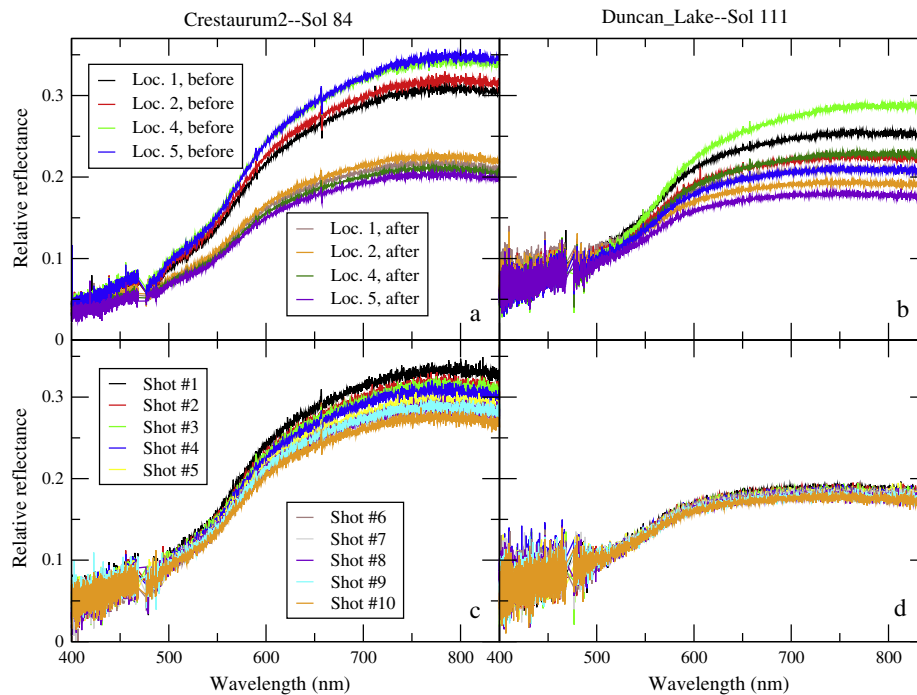 Crestaurum2--Sol 84
Duncan_Lake--Sol 111
Relative reflectance
0.3
0.2
0.1
0
Loc. 1, before
Loc. 2, before
Loc. 4, before
Loc. 5, before
Loc. 1, after
Loc. 2, after
Loc. 4, after
Loc. 5, after
a
b
Relative reflectance
0.3
0.2
0.1
0
Shot #1
Shot #2
Shot #3
Shot #4
Shot #5
Shot #6
Shot #7
Shot #8
Shot #9
Shot #10
c
d
400
500
600
700
800
400
500
600
700
800
Wavelength (nm)
Wavelength (nm)